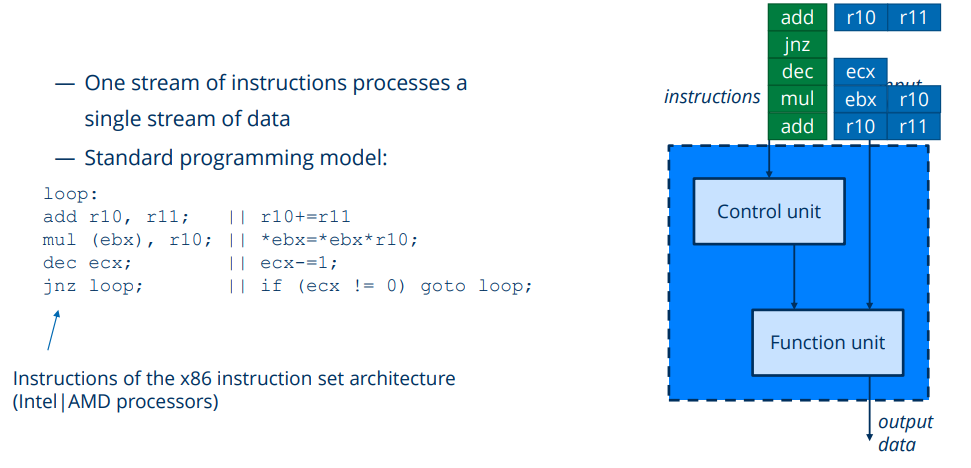 — One stream of instructions processes a
single stream of data
— Standard programming model:
loop:
add r10, r11; || r10+=r11
mul (ebx), r10; || *ebx=*ebx*r10;
dec ecx; || ecx-=1;
jnz loop; || if (ecx != 0) goto loop;
Instructions of the x86 instruction set architecture
(Intel|AMD processors)
add r10 r11
jnz
dec ecx
instructions mul ebx r10
add r10 r11
Control unit
Function unit
output
data